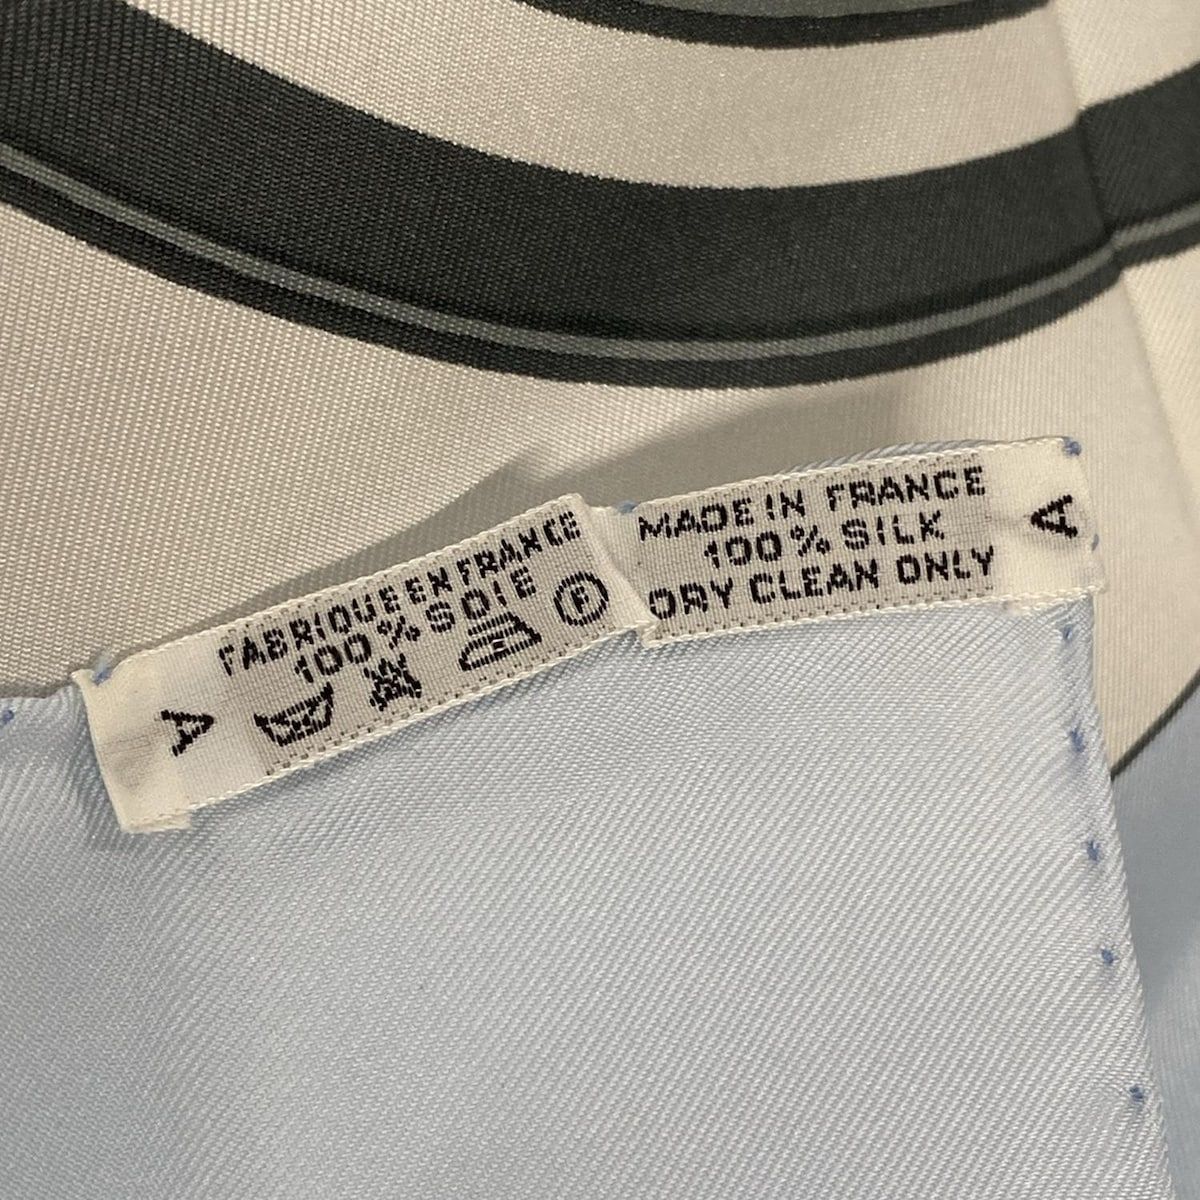 A
FABRIQUE EN FRANCE
100% SOIE
P
MADE IN FRANCE
100% SILK
DRY CLEAN ONLY
A